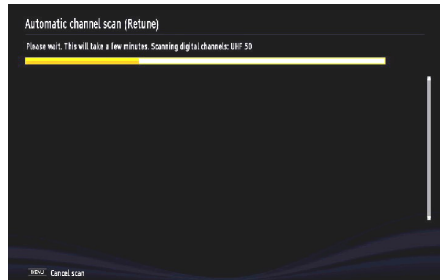 Automatic channel scan (Retune)
Please wait. This will take a few minutes. Scanning digital channels: UHF 50
MENU Cancel scan